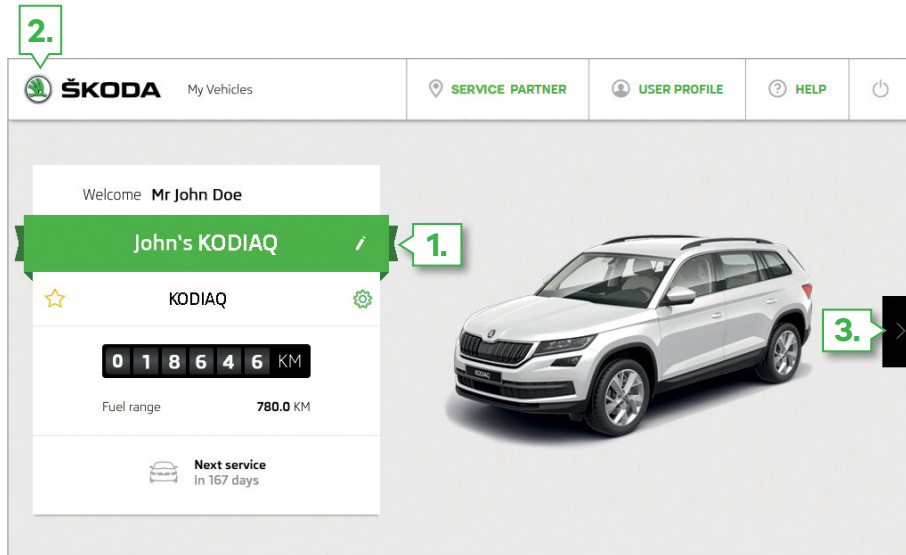 2.
ŠKODA My Vehicles SERVICE PARTNER USER PROFILE ? HELP
Welcome Mr John Doe
John's KODIAQ
1.
KODIAQ
3.
018646 KM
Fuel range 780.0 KM
Next service
in 167 days
KODIAQ